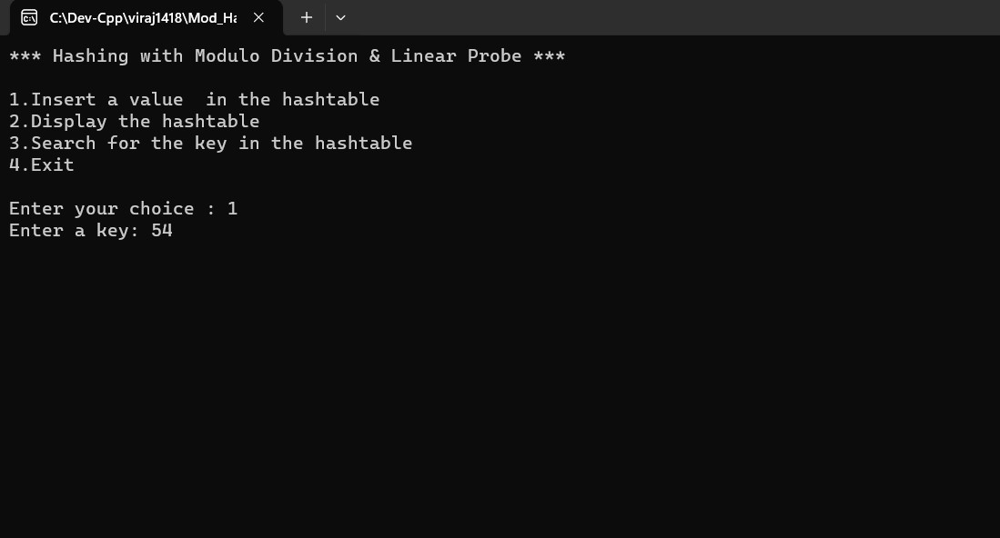 C:\Dev-Cpp\viraj1418\Mod_Ha
*** Hashing with Modulo Division & Linear Probe ***
1.Insert a value  in the hashtable
2.Display the hashtable
3.Search for the key in the hashtable
4.Exit
Enter your choice : 1
Enter a key: 54